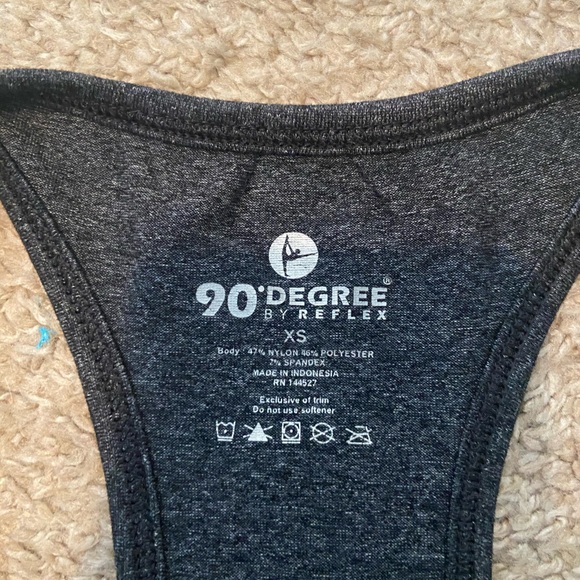 90°DEGREE®
BY REFLEX
XS
Body : 47% NYLON 46% POLYESTER
7% SPANDEX
MADE IN INDONESIA
RN 144527
Exclusive of trim
Do not use softener